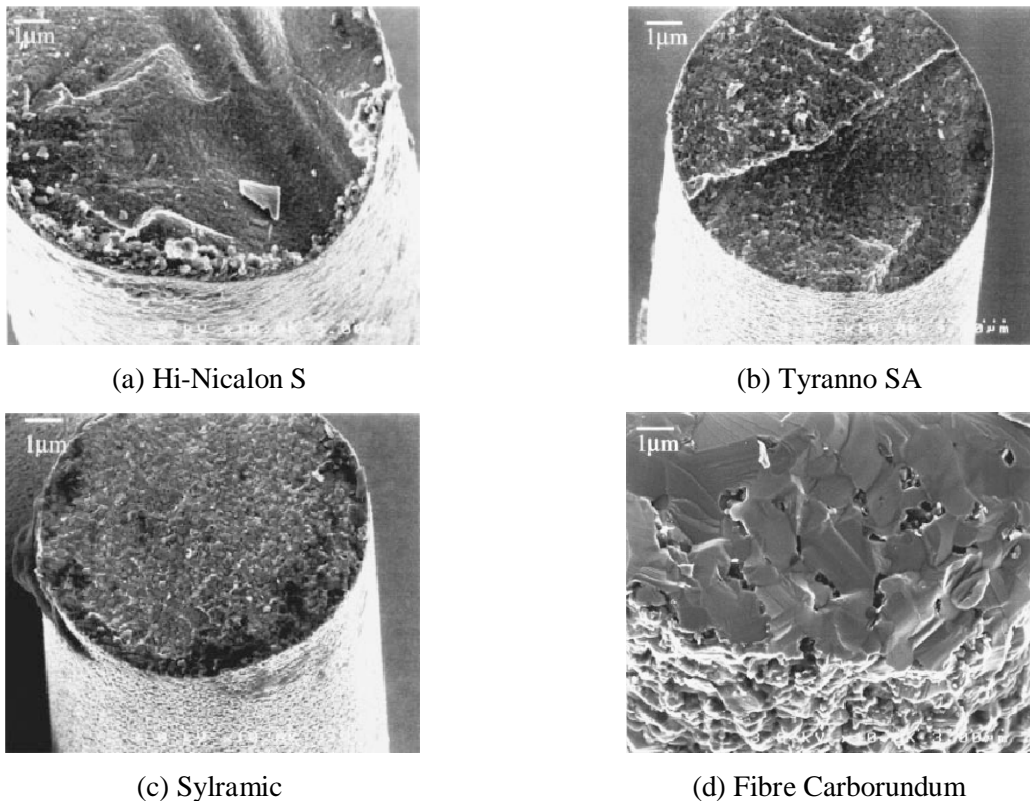 1μm
1μm
(a) Hi-Nicalon S
(b) Tyranno SA
1μm
1μm
(c) Sylramic
(d) Fibre Carborundum